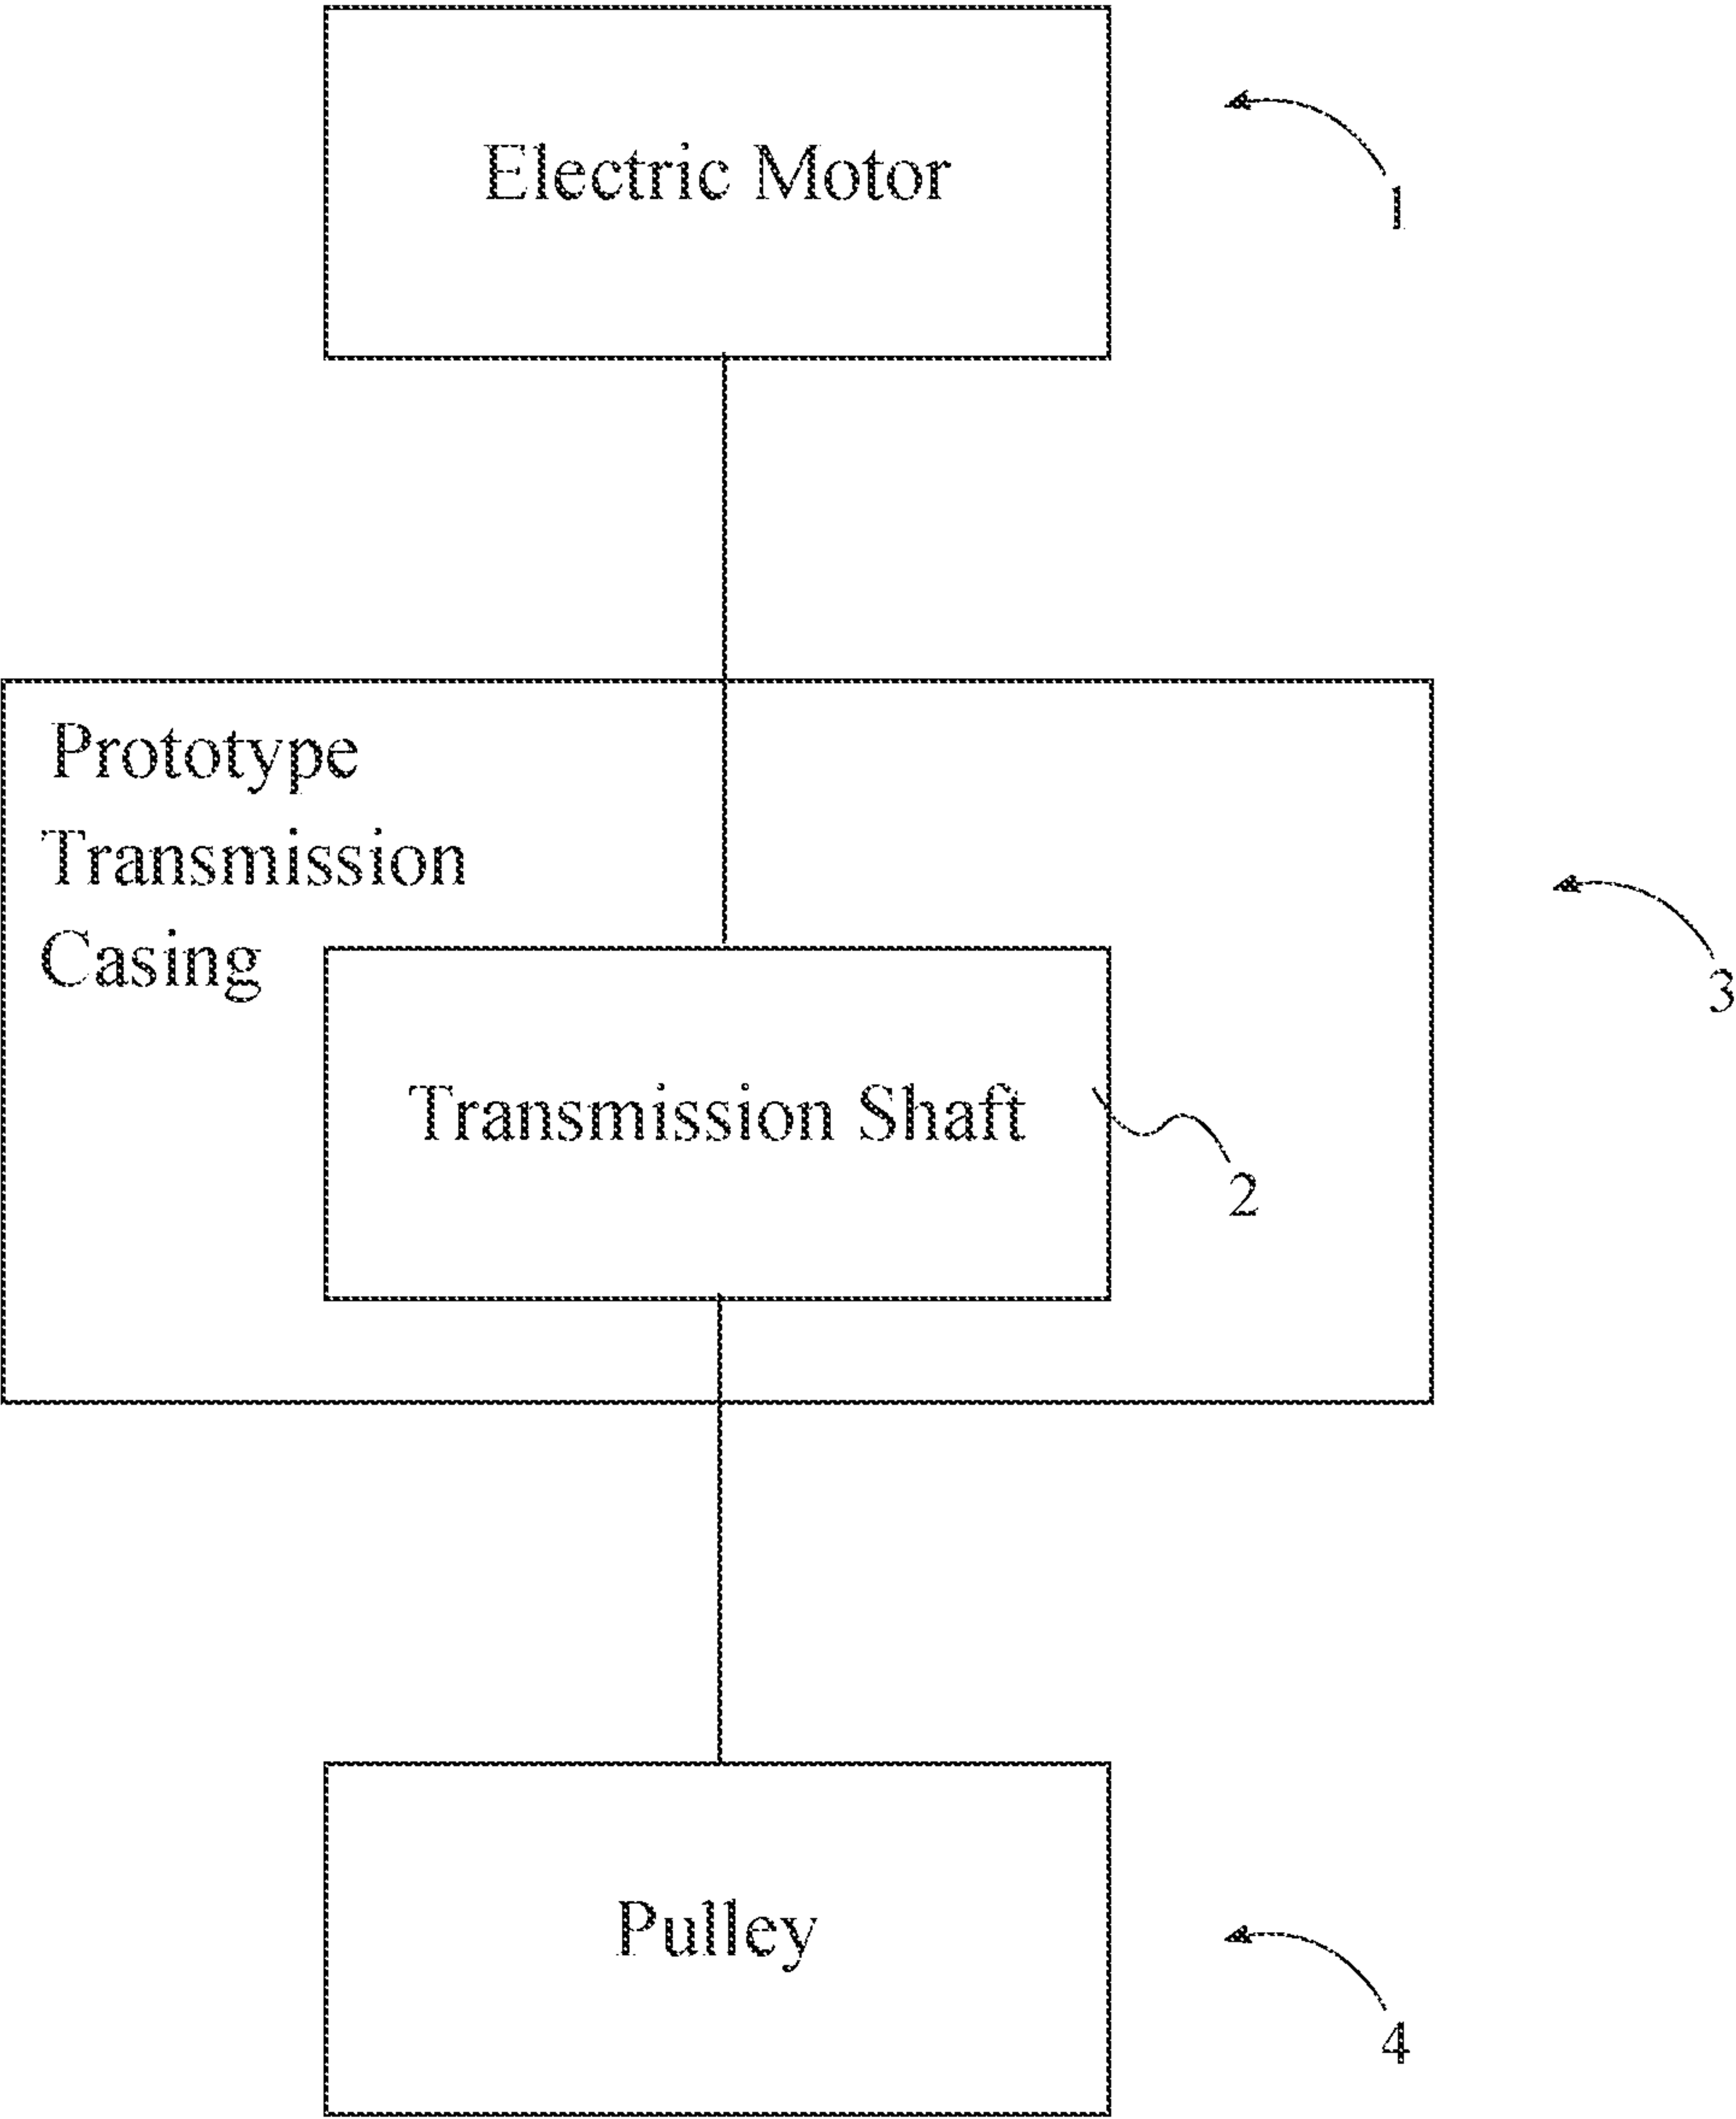 Electric Motor
1
Prototype
Transmission
Casing
3
Transmission Shaft
2
Pulley
4